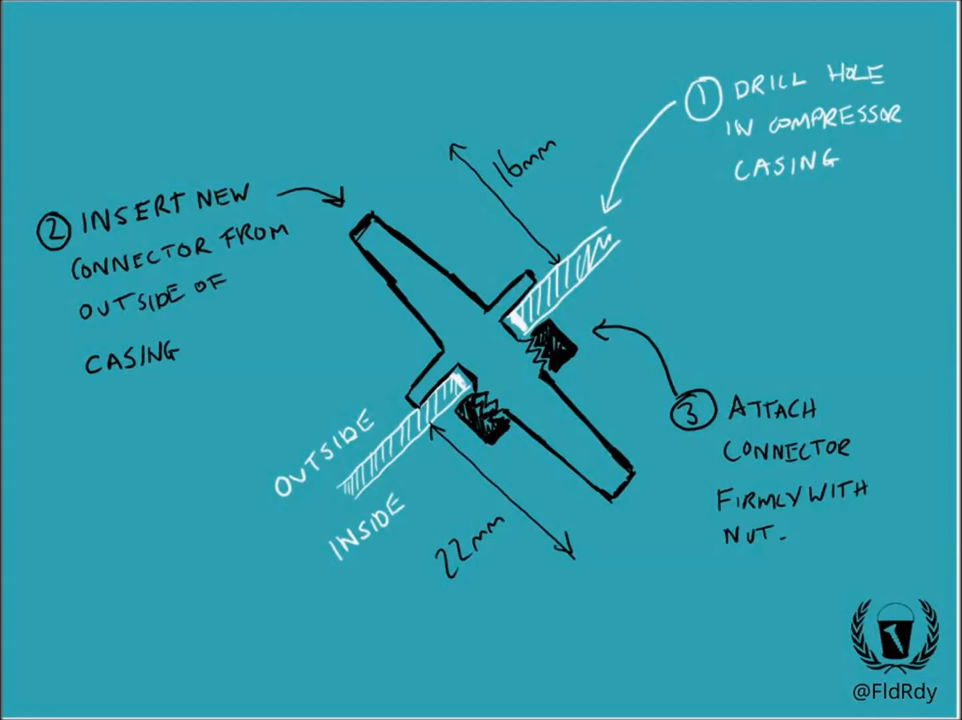 ① DRILL HOLE
IN COMPRESSOR
CASING
16mm
② INSERT NEW
CONNECTOR FROM
OUTSIDE OF
CASING
③ ATTACH
CONNECTOR
FIRMLY WITH
NUT.
OUTSIDE
INSIDE
22mm
@FldRdy